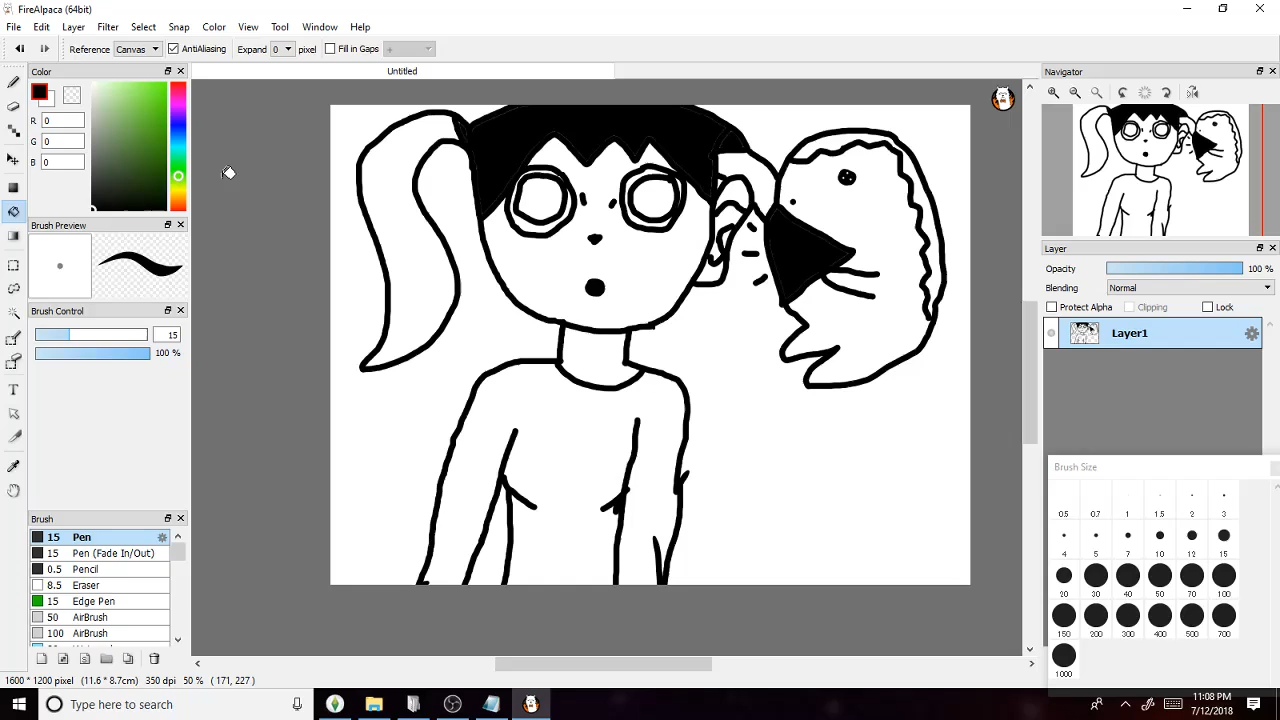 FireAlpaca (64bit)
File Edit Layer Filter Select Snap Color View Tool Window Help
Reference Canvas AntiAliasing Expand 0 pixel Fill in Gaps
Color
Untitled
Navigator
R 0
G 0
B 0
Brush Preview
Layer
Opacity 100 %
Blending Normal
Protect Alpha Clipping Lock
Layer1
Brush Control
15
100 %
Brush Size
0.5 0.7 1 1.5 2 3
4 5 7 10 12 15
20 30 40 50 70 100
150 200 300 400 500 700
1000
Brush
15 Pen
15 Pen (Fade In/Out)
0.5 Pencil
8.5 Eraser
15 Edge Pen
50 AirBrush
100 AirBrush
1600 * 1200 pixel (11.6 * 8.7cm) 350 dpi 50 % ( 171, 227 )
Type here to search
11:08 PM
7/12/2018